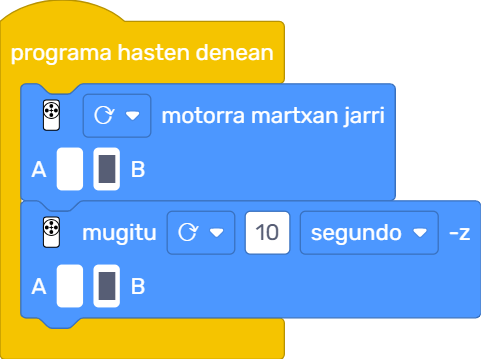 programa hasten denean
motorra martxan jarri
A B
mugitu 10 segundo -z
A B